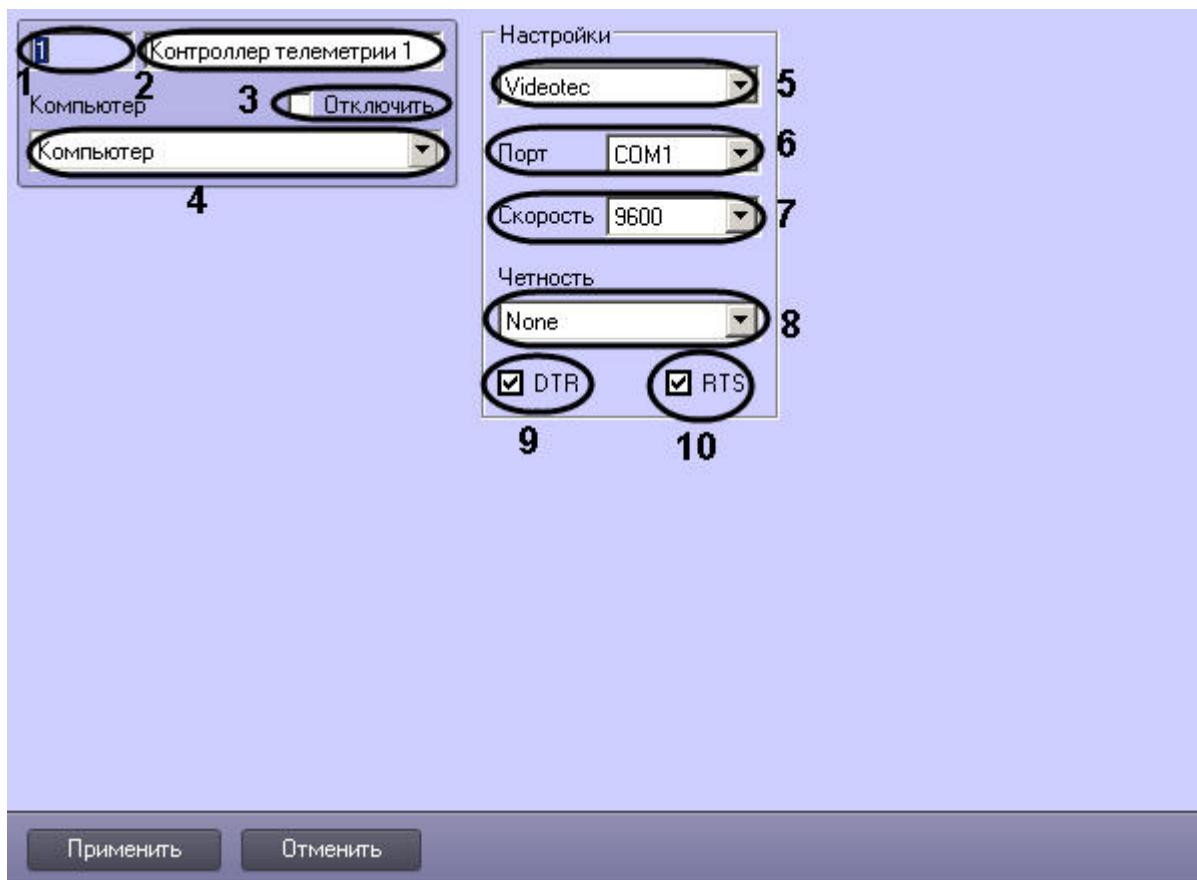 1 Контроллер телеметрии 1
1 2
Компьютер 3 Отключить
Компьютер
4
Настройки
Videotec 5
Порт COM1 6
Скорость 9600 7
Четность
None 8
DTR RTS
9 10
Применить Отменить